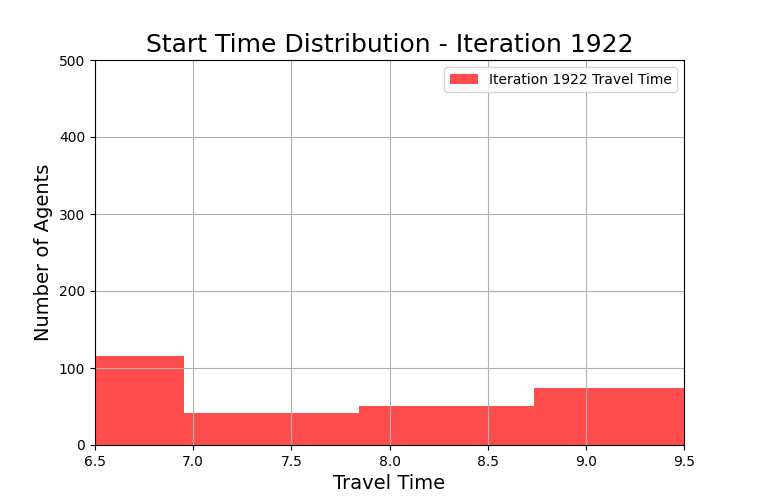 Start Time Distribution - Iteration 1922
500
400
300
200
100
0
Number of Agents
Iteration 1922 Travel Time
6.5 7.0 7.5 8.0 8.5 9.0 9.5
Travel Time